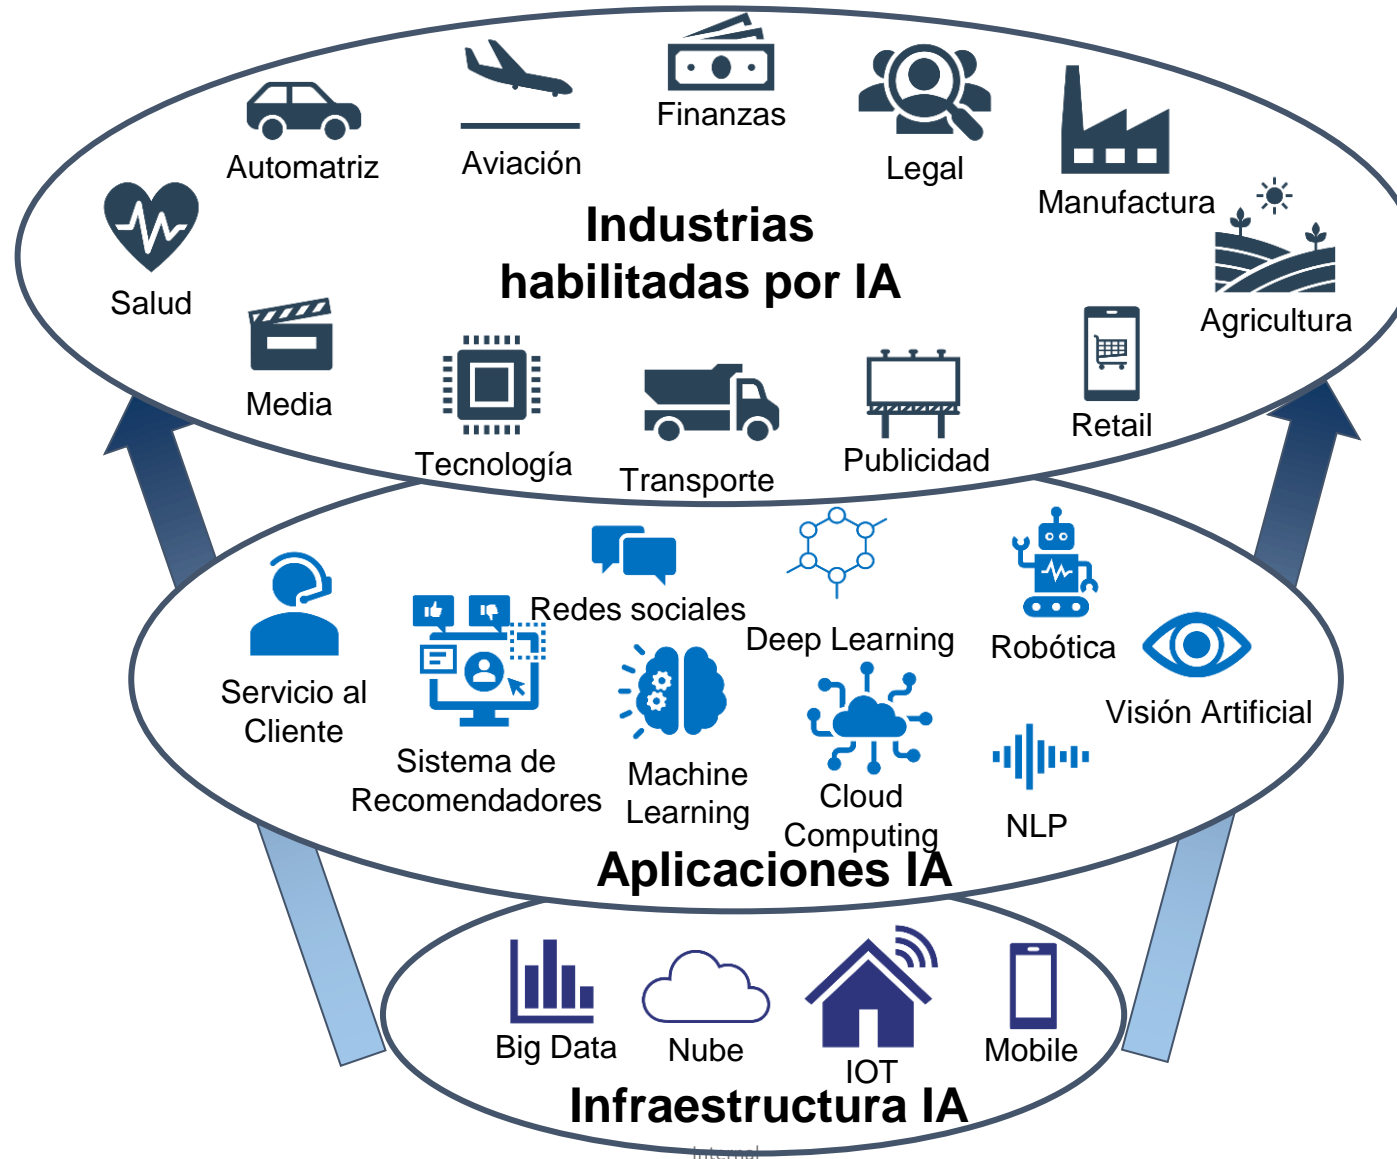 Finanzas
Automatriz
Aviación
Legal
Manufactura
Industrias
habilitadas por IA
Salud
Agricultura
Media
Retail
Tecnología
Transporte
Publicidad
Redes sociales
Deep Learning
Robótica
Servicio al
Cliente
Visión Artificial
Sistema de
Recomendadores
Machine
Learning
Cloud
Computing
NLP
Aplicaciones IA
Big Data
Nube
IOT
Mobile
Infraestructura IA
Internal